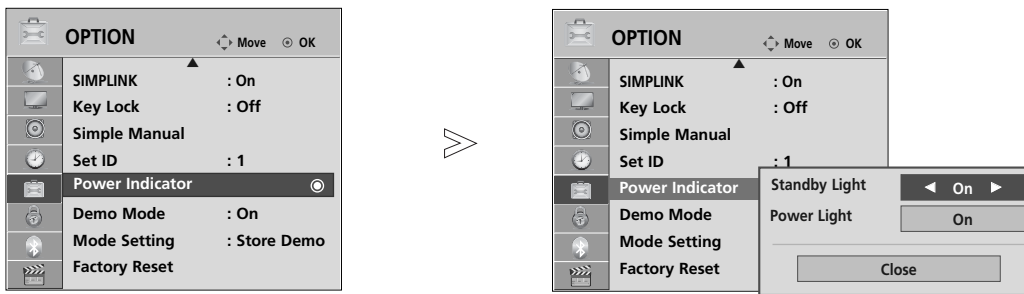 OPTION Move OK
SIMPLINK : On
Key Lock : Off
Simple Manual
Set ID : 1
Power Indicator
Demo Mode : On
Mode Setting : Store Demo
Factory Reset
OPTION Move OK
SIMPLINK : On
Key Lock : Off
Simple Manual
Set ID : 1
Power Indicator
Demo Mode
Mode Setting
Factory Reset
Standby Light ◄ On ►
Power Light On
Close